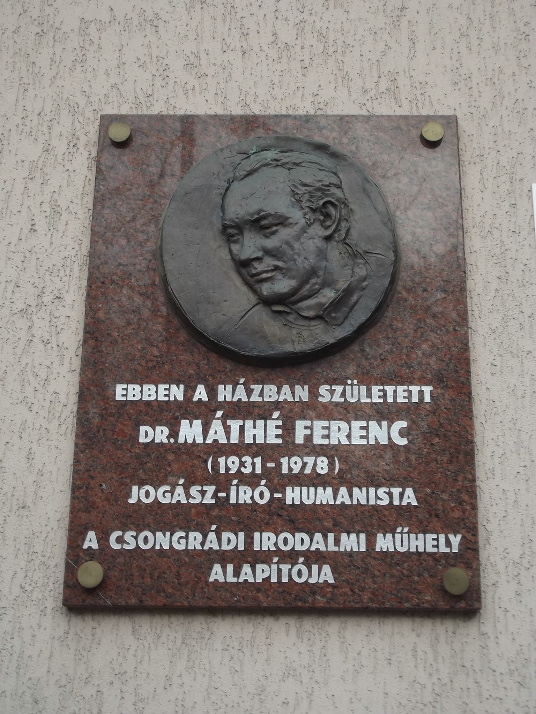 EBBEN A HÁZBAN SZÜLETETT
DR. MÁTHÉ FERENC
(1931 - 1978)
JOGÁSZ-ÍRÓ-HUMANISTA
A CSONGRÁDI IRODALMI MŰHELY
ALAPÍTÓJA